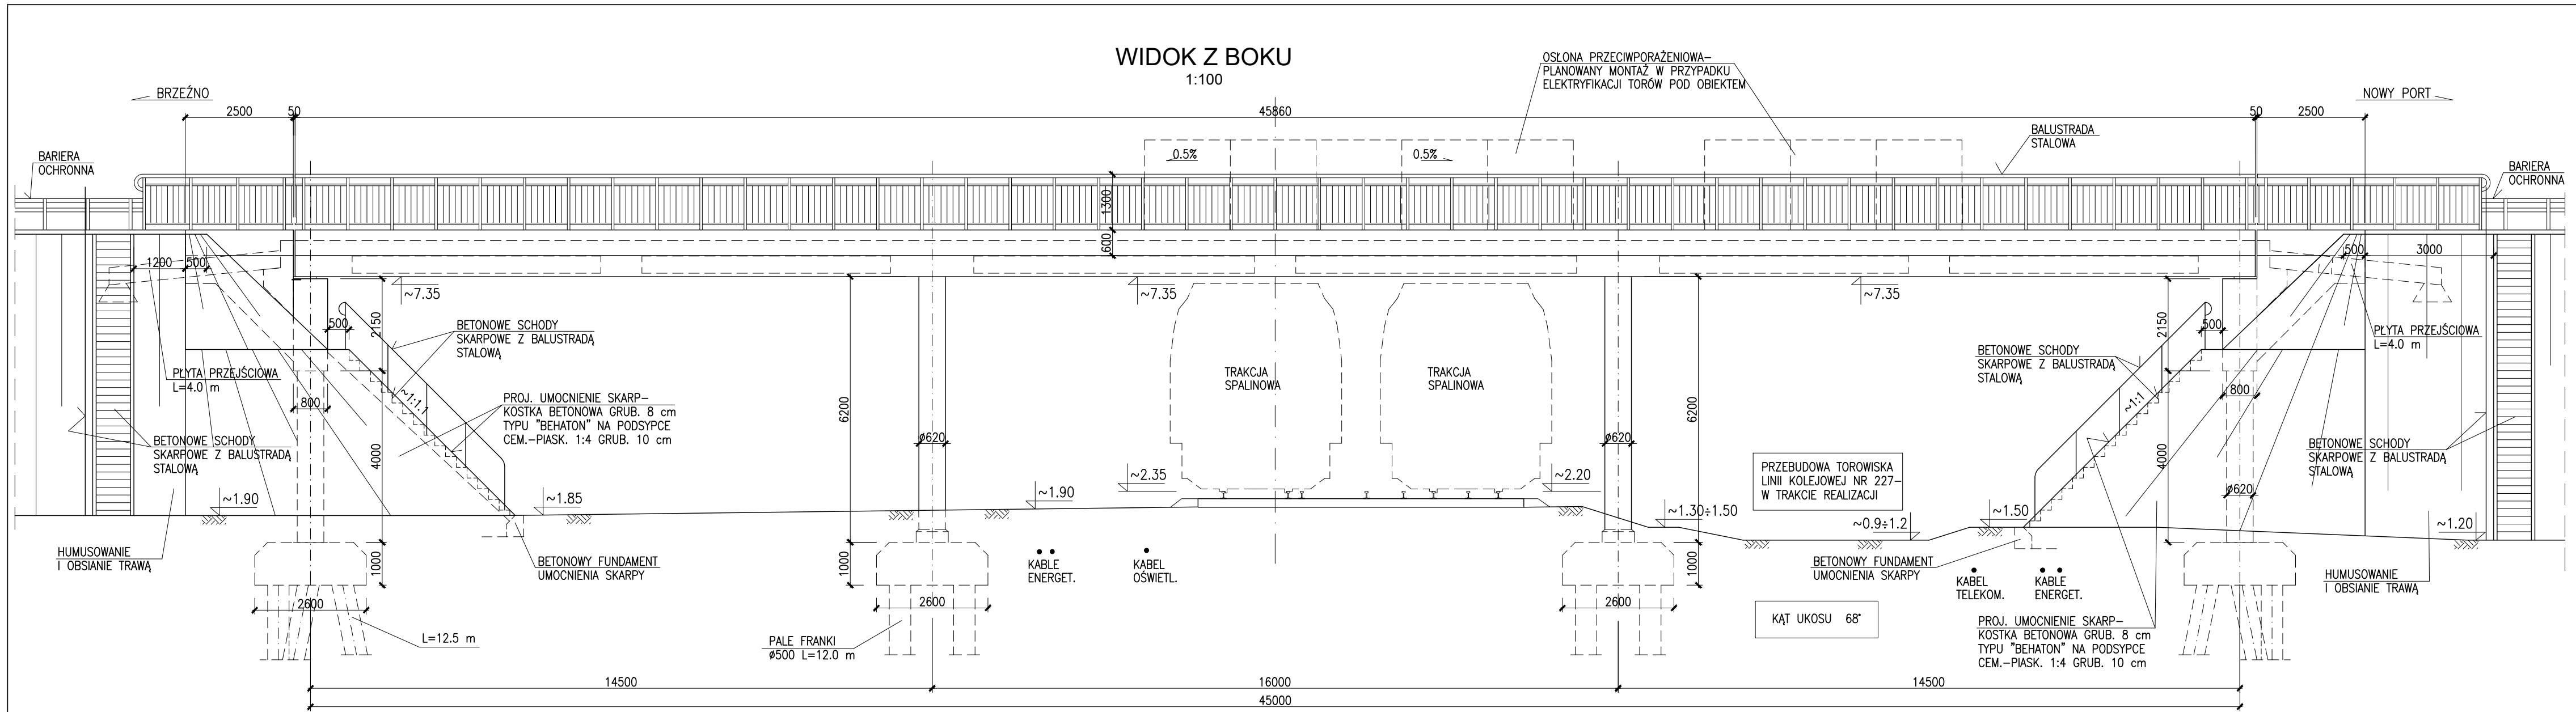 WIDOK Z BOKU
1:100
BRZEŹNO
NOWY PORT
OSŁONA PRZECIWPORAŻENIOWA–
PLANOWANY MONTAŻ W PRZYPADKU
ELEKTRYFIKACJI TORÓW POD OBIEKTEM
2500
50
45860
50
2500
BARIERA
OCHRONNA
0.5%
0.5%
BALUSTRADA
STALOWA
BARIERA
OCHRONNA
1300
600
1200
500
500
3000
~7.35
~7.35
~7.35
500
2150
BETONOWE SCHODY
SKARPOWE Z BALUSTRADĄ
STALOWĄ
2150
500
PŁYTA PRZEJŚCIOWA
L=4.0 m
BETONOWE SCHODY
SKARPOWE Z BALUSTRADĄ
STALOWĄ
PŁYTA PRZEJŚCIOWA
L=4.0 m
TRAKCJA
SPALINOWA
TRAKCJA
SPALINOWA
800
~1:1.1
PROJ. UMOCNIENIE SKARP–
KOSTKA BETONOWA GRUB. 8 cm
TYPU "BEHATON" NA PODSYPCE
CEM.–PIASK. 1:4 GRUB. 10 cm
6200
6200
~1:1
800
BETONOWE SCHODY
SKARPOWE Z BALUSTRADĄ
STALOWĄ
4000
ø620
ø620
4000
BETONOWE SCHODY
SKARPOWE Z BALUSTRADĄ
STALOWĄ
~2.35
~2.20
PRZEBUDOWA TOROWISKA
LINII KOLEJOWEJ NR 227–
W TRAKCIE REALIZACJI
ø620
~1.90
~1.85
~1.90
~1.30÷1.50
~0.9÷1.2
~1.50
~1.20
HUMUSOWANIE
I OBSIANIE TRAWĄ
1000
BETONOWY FUNDAMENT
UMOCNIENIA SKARPY
1000
KABLE
ENERGET.
KABEL
OŚWIETL.
1000
BETONOWY FUNDAMENT
UMOCNIENIA SKARPY
KABEL
TELEKOM.
KABLE
ENERGET.
HUMUSOWANIE
I OBSIANIE TRAWĄ
2600
2600
2600
KĄT UKOSU 68°
L=12.5 m
PALE FRANKI
ø500 L=12.0 m
PROJ. UMOCNIENIE SKARP–
KOSTKA BETONOWA GRUB. 8 cm
TYPU "BEHATON" NA PODSYPCE
CEM.–PIASK. 1:4 GRUB. 10 cm
14500
16000
14500
45000